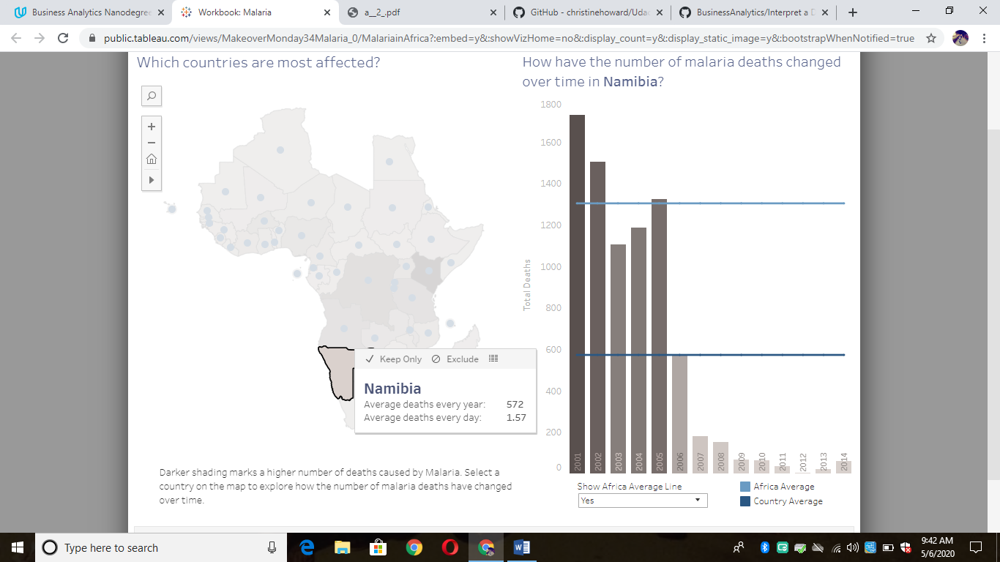 Business Analytics Nanodegree
Workbook: Malaria
a__2_.pdf
GitHub - christinehoward/Udac
BusinessAnalytics/Interpret a D
public.tableau.com/views/MakeoverMonday34Malaria_0/MalariainAfrica?:embed=y&:showVizHome=no&:display_count=y&:display_static_image=y&:bootstrapWhenNotified=true
Which countries are most affected?
How have the number of malaria deaths changed
over time in Namibia?
1800
1600
1400
1200
1000
800
600
400
200
0
Total Deaths
2001
2002
2003
2004
2005
2006
2007
2008
2009
2010
2011
2012
2013
2014
Keep Only
Exclude
Namibia
Average deaths every year: 572
Average deaths every day: 1.57
Darker shading marks a higher number of deaths caused by Malaria. Select a
country on the map to explore how the number of malaria deaths have changed
over time.
Show Africa Average Line
Yes
Africa Average
Country Average
Type here to search
9:42 AM
5/6/2020